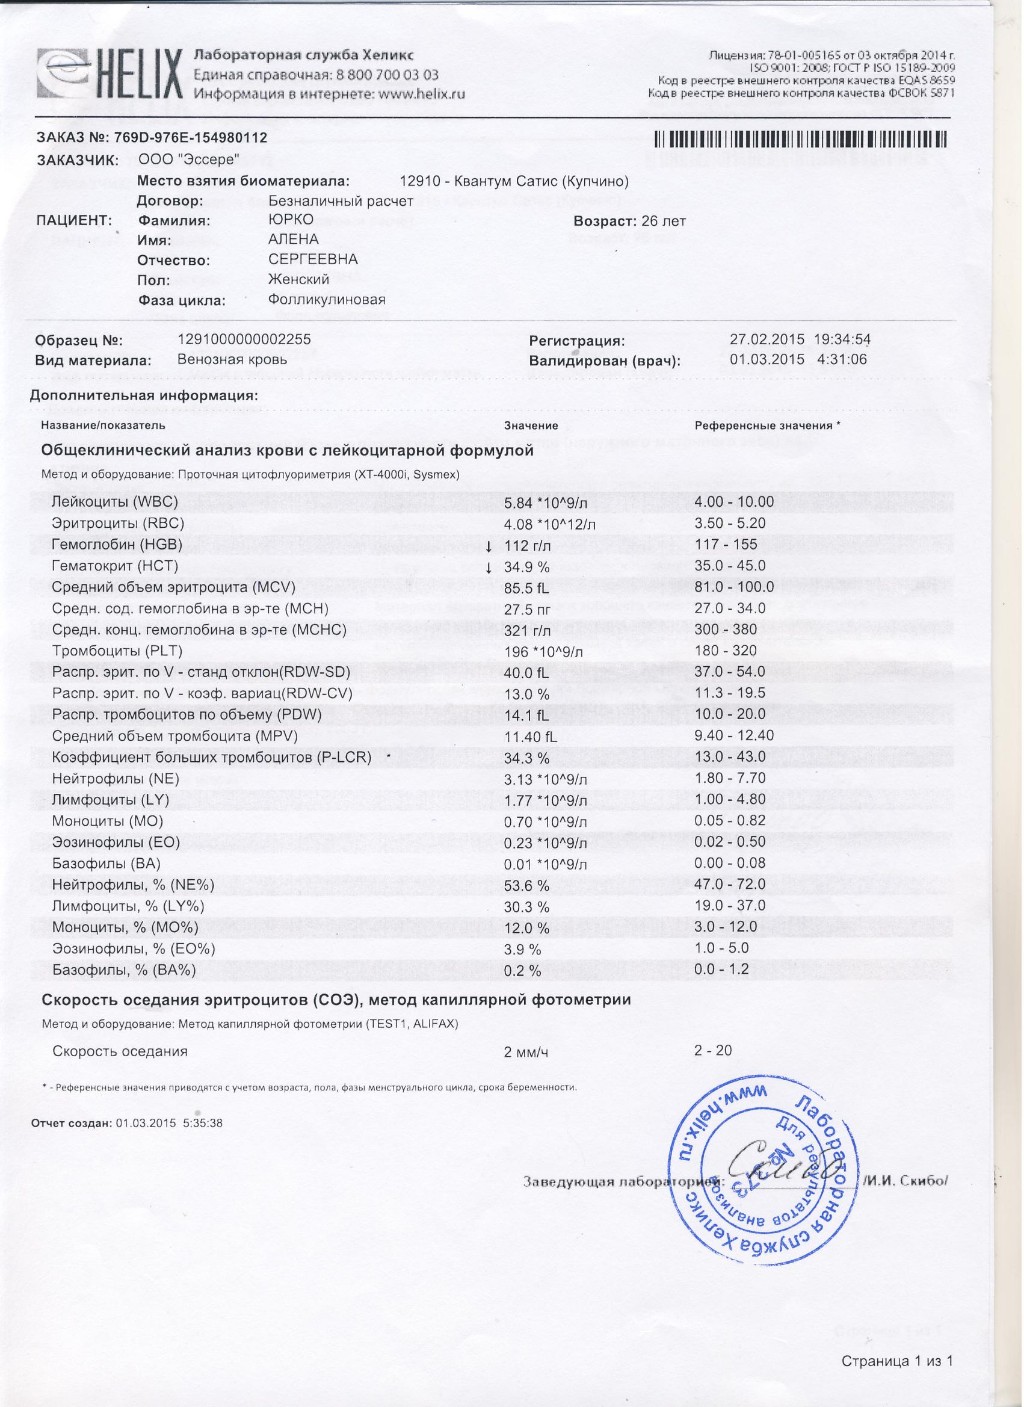 HELIX
Лабораторная служба Хеликс
Единая справочная: 8 800 700 03 03
Информация в интернете: www.helix.ru
Лицензия: 78-01-005165 от 03 октября 2014 г.
ISO 9001: 2008; ГОСТ Р ISO 15189-2009
Код в реестре внешнего контроля качества EQAS 8659
Код в реестре внешнего контроля качества ФСВОК 5871
ЗАКАЗ №: 769D-976E-154980112
ЗАКАЗЧИК: ООО "Эссере"
Место взятия биоматериала: 12910 - Квантум Сатис (Купчино)
Договор: Безналичный расчет
ПАЦИЕНТ: Фамилия: ЮРКО Возраст: 26 лет
Имя: АЛЕНА
Отчество: СЕРГЕЕВНА
Пол: Женский
Фаза цикла: Фолликулиновая
Образец №: 1291000000002255 Регистрация: 27.02.2015 19:34:54
Вид материала: Венозная кровь Валидирован (врач): 01.03.2015 4:31:06
Дополнительная информация:
Название/показатель Значение Референсные значения *
Общеклинический анализ крови с лейкоцитарной формулой
Метод и оборудование: Проточная цитофлуориметрия (XT-4000i, Sysmex)
Лейкоциты (WBC) 5.84 *10^9/л 4.00 - 10.00
Эритроциты (RBC) 4.08 *10^12/л 3.50 - 5.20
Гемоглобин (HGB) ↓ 112 г/л 117 - 155
Гематокрит (HCT) ↓ 34.9 % 35.0 - 45.0
Средний объем эритроцита (MCV) 85.5 fL 81.0 - 100.0
Средн. сод. гемоглобина в эр-те (MCH) 27.5 пг 27.0 - 34.0
Средн. конц. гемоглобина в эр-те (MCHC) 321 г/л 300 - 380
Тромбоциты (PLT) 196 *10^9/л 180 - 320
Распр. эрит. по V - станд отклон(RDW-SD) 40.0 fL 37.0 - 54.0
Распр. эрит. по V - коэф. вариац(RDW-CV) 13.0 % 11.3 - 19.5
Распр. тромбоцитов по объему (PDW) 14.1 fL 10.0 - 20.0
Средний объем тромбоцита (MPV) 11.40 fL 9.40 - 12.40
Коэффициент больших тромбоцитов (P-LCR) 34.3 % 13.0 - 43.0
Нейтрофилы (NE) 3.13 *10^9/л 1.80 - 7.70
Лимфоциты (LY) 1.77 *10^9/л 1.00 - 4.80
Моноциты (MO) 0.70 *10^9/л 0.05 - 0.82
Эозинофилы (EO) 0.23 *10^9/л 0.02 - 0.50
Базофилы (BA) 0.01 *10^9/л 0.00 - 0.08
Нейтрофилы, % (NE%) 53.6 % 47.0 - 72.0
Лимфоциты, % (LY%) 30.3 % 19.0 - 37.0
Моноциты, % (MO%) 12.0 % 3.0 - 12.0
Эозинофилы, % (EO%) 3.9 % 1.0 - 5.0
Базофилы, % (BA%) 0.2 % 0.0 - 1.2
Скорость оседания эритроцитов (СОЭ), метод капиллярной фотометрии
Метод и оборудование: Метод капиллярной фотометрии (TEST1, ALIFAX)
Скорость оседания 2 мм/ч 2 - 20
* - Референсные значения приводятся с учетом возраста, пола, фазы менструального цикла, срока беременности.
Отчет создан: 01.03.2015 5:35:38
Заведующая лабораторией: Скибо /И.И. Скибо/
Лабораторная служба Хеликс www.helix.ru
Для результатов анализов
№ 373
Страница 1 из 1